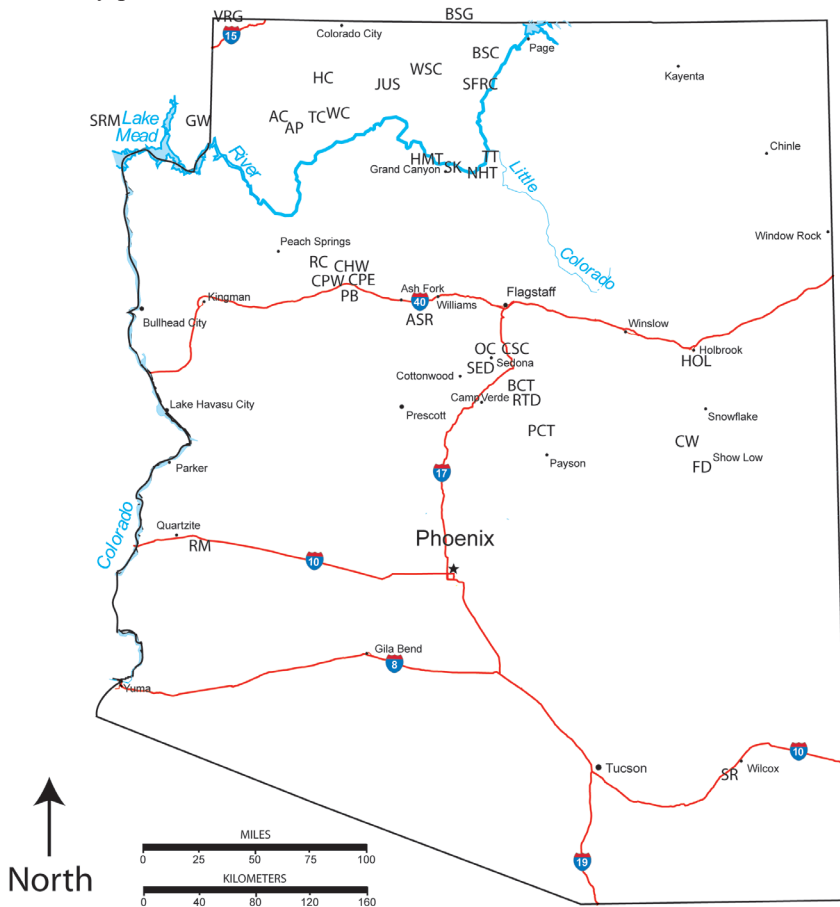 VRG
BSG
15
Colorado City
Page
BSC
WSC
HC
JUS
SFRC
Kayenta
SRM
Lake
Mead
GW
AC
AP
TC
WC
River
Chinle
HMT
TT
Grand Canyon
SK
NHT
Little
Colorado
Window Rock
Peach Springs
RC
CHW
CPW
CPE
PB
Kingman
Ash Fork
40
Williams
Flagstaff
ASR
Bullhead City
Winslow
Holbrook
HOL
OC
CSC
Sedona
SED
Cottonwood
BCT
Camp Verde
RTD
Lake Havasu City
Prescott
Snowflake
PCT
CW
Payson
Show Low
FD
Parker
17
Colorado
Quartzite
RM
10
Phoenix
Gila Bend
8
Yuma
Tucson
10
Wilcox
SR
19
North
MILES
0 25 50 75 100
KILOMETERS
0 40 80 120 160